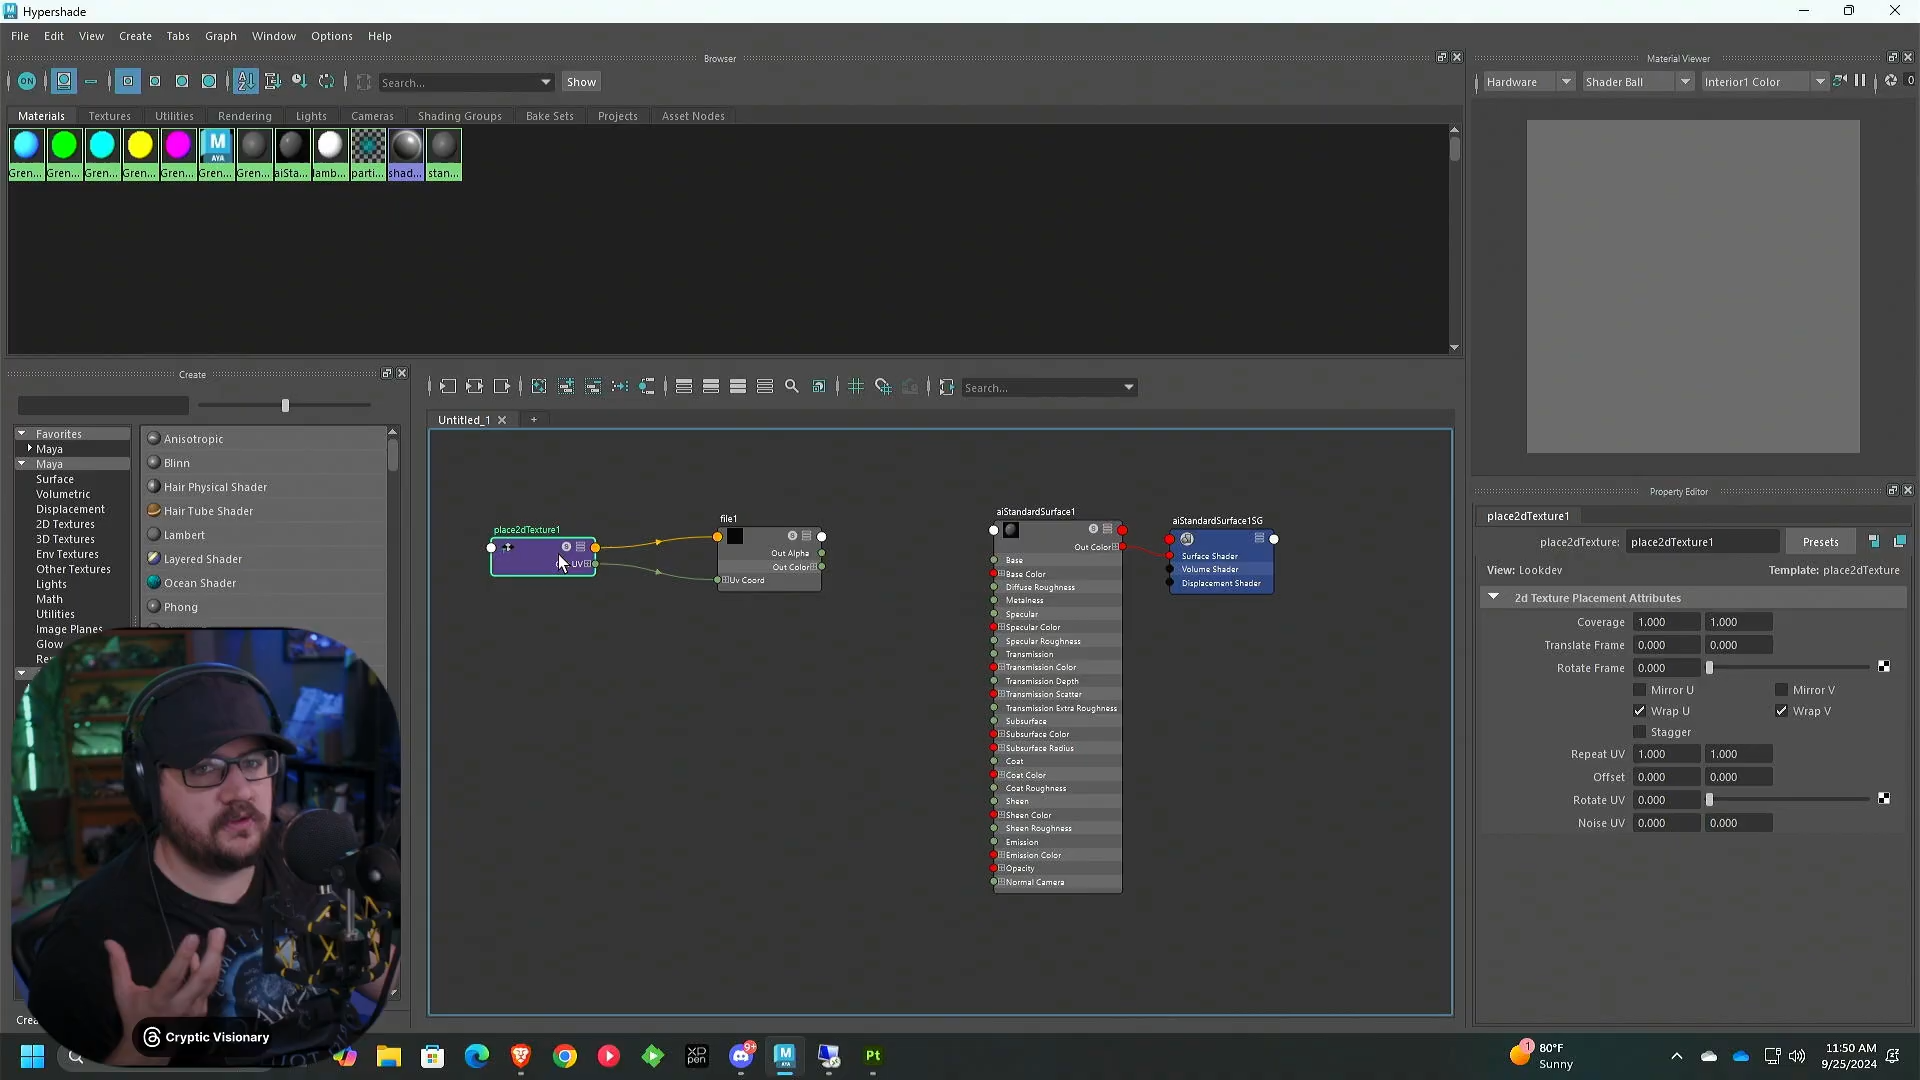 Hypershade
File Edit View Create Tabs Graph Window Options Help
Browser
ON
Search...
Show
Materials Textures Utilities Rendering Lights Cameras Shading Groups Bake Sets Projects Asset Nodes
M
AYA
Gren... Gren... Gren... Gren... Gren... Gren... Gren... aiSta... lamb... parti... shad... stan...
Material Viewer
Hardware Shader Ball Interior1 Color 0
Create
Favorites
Maya
Maya
Surface
Volumetric
Displacement
2D Textures
3D Textures
Env Textures
Other Textures
Lights
Math
Utilities
Image Planes
Glow
Anisotropic
Blinn
Hair Physical Shader
Hair Tube Shader
Lambert
Layered Shader
Ocean Shader
Phong
Search...
Untitled_1
place2dTexture1
UV
file1
Out Alpha
Out Color
Uv Coord
aiStandardSurface1
Out Color
Base
Base Color
Diffuse Roughness
Metalness
Specular
Specular Color
Specular Roughness
Transmission
Transmission Color
Transmission Depth
Transmission Scatter
Transmission Extra Roughness
Subsurface
Subsurface Color
Subsurface Radius
Coat
Coat Color
Coat Roughness
Sheen
Sheen Color
Sheen Roughness
Emission
Emission Color
Opacity
Normal Camera
aiStandardSurface1SG
Surface Shader
Volume Shader
Displacement Shader
Property Editor
place2dTexture1
place2dTexture: place2dTexture1 Presets
View: Lookdev Template: place2dTexture
2d Texture Placement Attributes
Coverage 1.000 1.000
Translate Frame 0.000 0.000
Rotate Frame 0.000
Mirror U Mirror V
Wrap U Wrap V
Stagger
Repeat UV 1.000 1.000
Offset 0.000 0.000
Rotate UV 0.000
Noise UV 0.000 0.000
Cryptic Visionary
XP
PEN
9+
M
AYA
Pt
1
80°F
Sunny
11:50 AM
9/25/2024